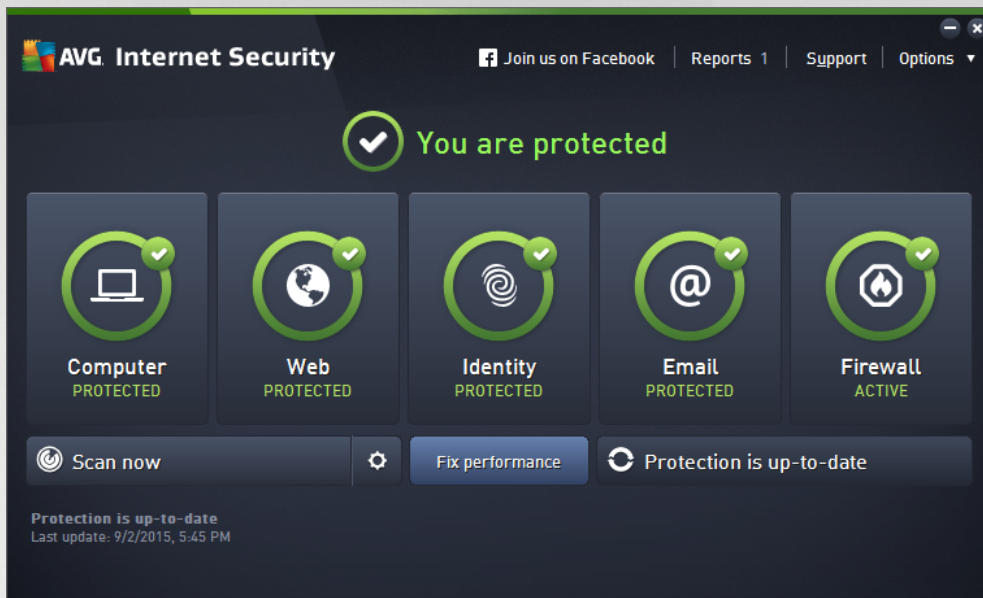 AVG Internet Security
Join us on Facebook
Reports 1
Support
Options
You are protected
Computer
PROTECTED
Web
PROTECTED
Identity
PROTECTED
@
Email
PROTECTED
Firewall
ACTIVE
Scan now
Fix performance
Protection is up-to-date
Protection is up-to-date
Last update: 9/2/2015, 5:45 PM